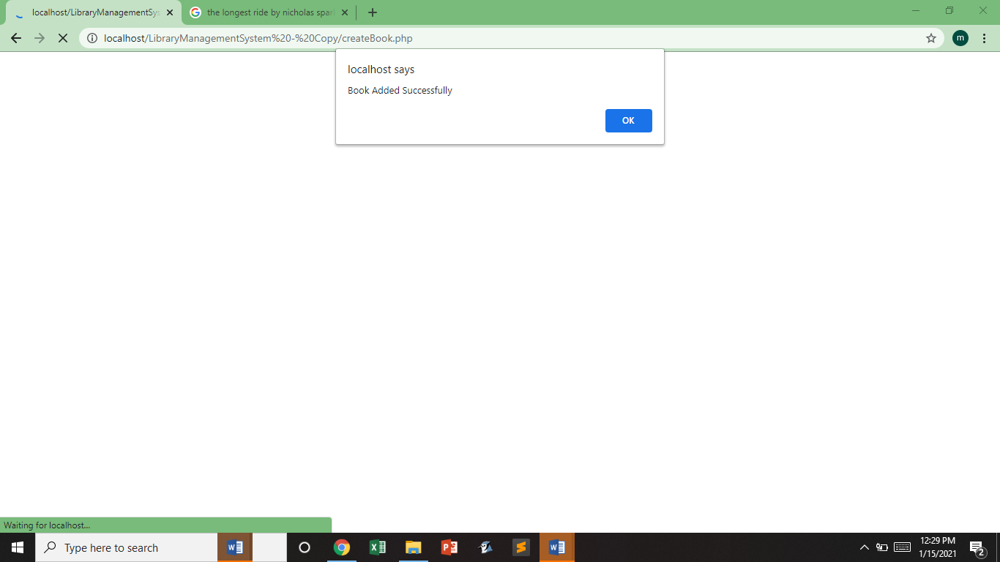 localhost/LibraryManagementSys
the longest ride by nicholas spar
localhost/LibraryManagementSystem%20-%20Copy/createBook.php
m
localhost says
Book Added Successfully
OK
Waiting for localhost...
Type here to search
12:29 PM
1/15/2021
2